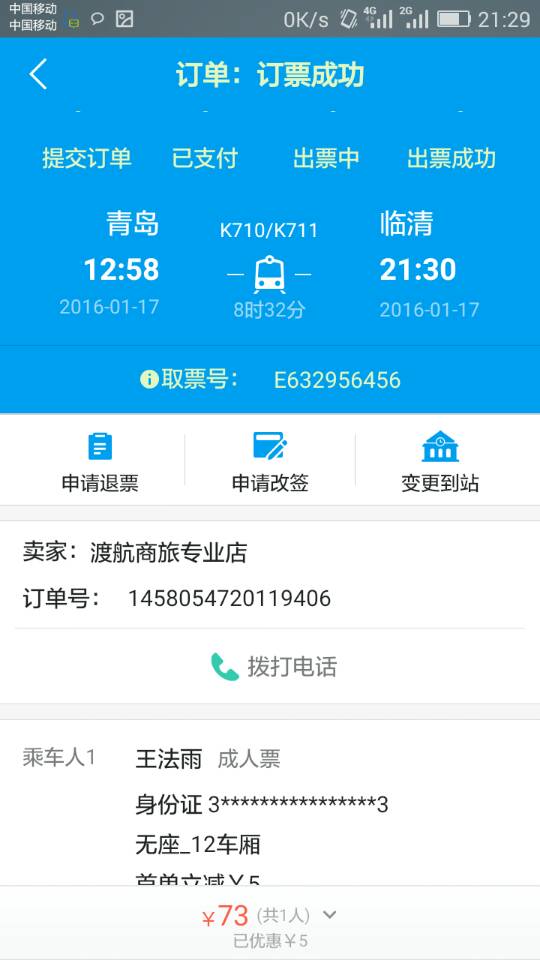 中国移动
中国移动 0K/s 4G 2G 21:29
订单：订票成功
提交订单 已支付 出票中 出票成功
青岛 K710/K711 临清
12:58 21:30
2016-01-17 8时32分 2016-01-17
取票号： E632956456
申请退票 申请改签 变更到站
卖家：渡航商旅专业店
订单号： 1458054720119406
拨打电话
乘车人1 王法雨 成人票
身份证 3****************3
无座_12车厢
首单立减￥5
￥73 (共1人)
已优惠￥5